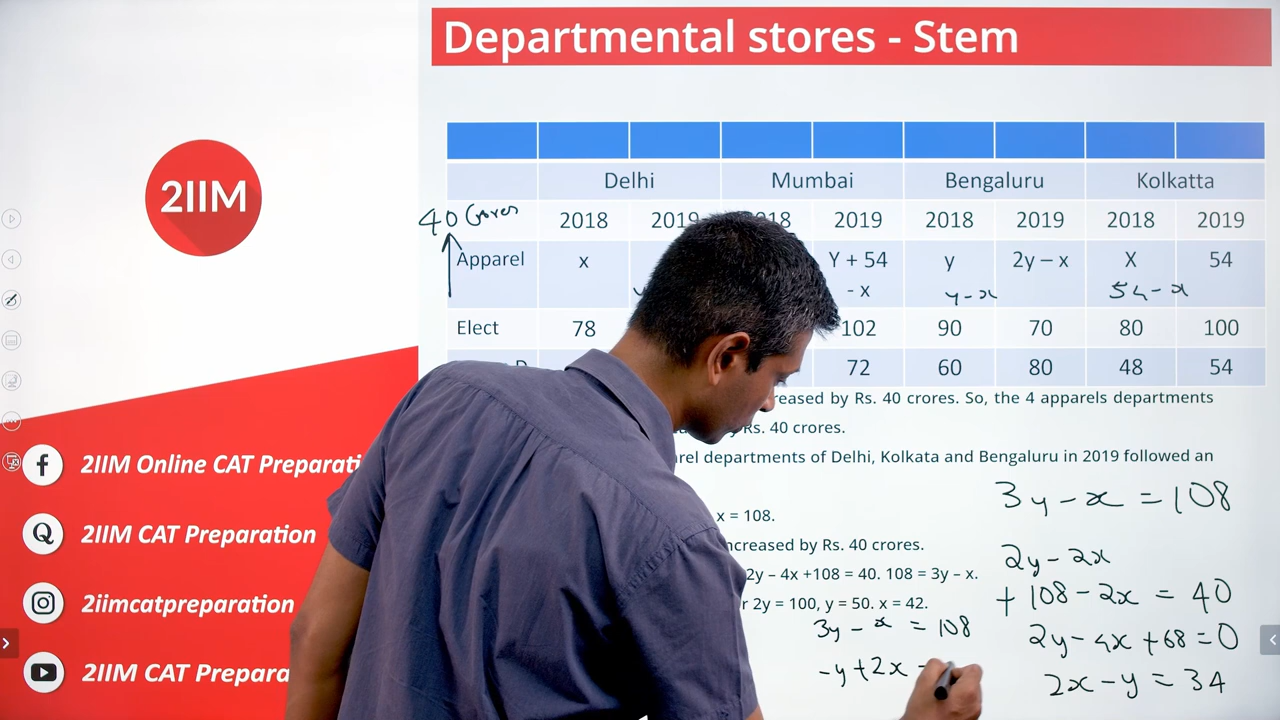 Departmental stores - Stem
2IIM
Delhi Mumbai Bengaluru Kolkatta
40 Crores
2018 2019 2018 2019 2018 2019 2018 2019
Apparel x Y + 54 - x y 2y – x X 54
y-x 54-x
Elect 78 102 90 70 80 100
72 60 80 48 54
reased by Rs. 40 crores. So, the 4 apparels departments
Rs. 40 crores.
rel departments of Delhi, Kolkata and Bengaluru in 2019 followed an
x = 108.
ncreased by Rs. 40 crores.
2y – 4x +108 = 40. 108 = 3y – x.
r 2y = 100, y = 50. x = 42.
3y - x = 108
-y+2x
3y - x = 108
2y - 2x
+ 108 - 2x = 40
2y - 4x + 68 = 0
2x - y = 34
2IIM Online CAT Preparati
2IIM CAT Preparation
2iimcatpreparation
2IIM CAT Prepara